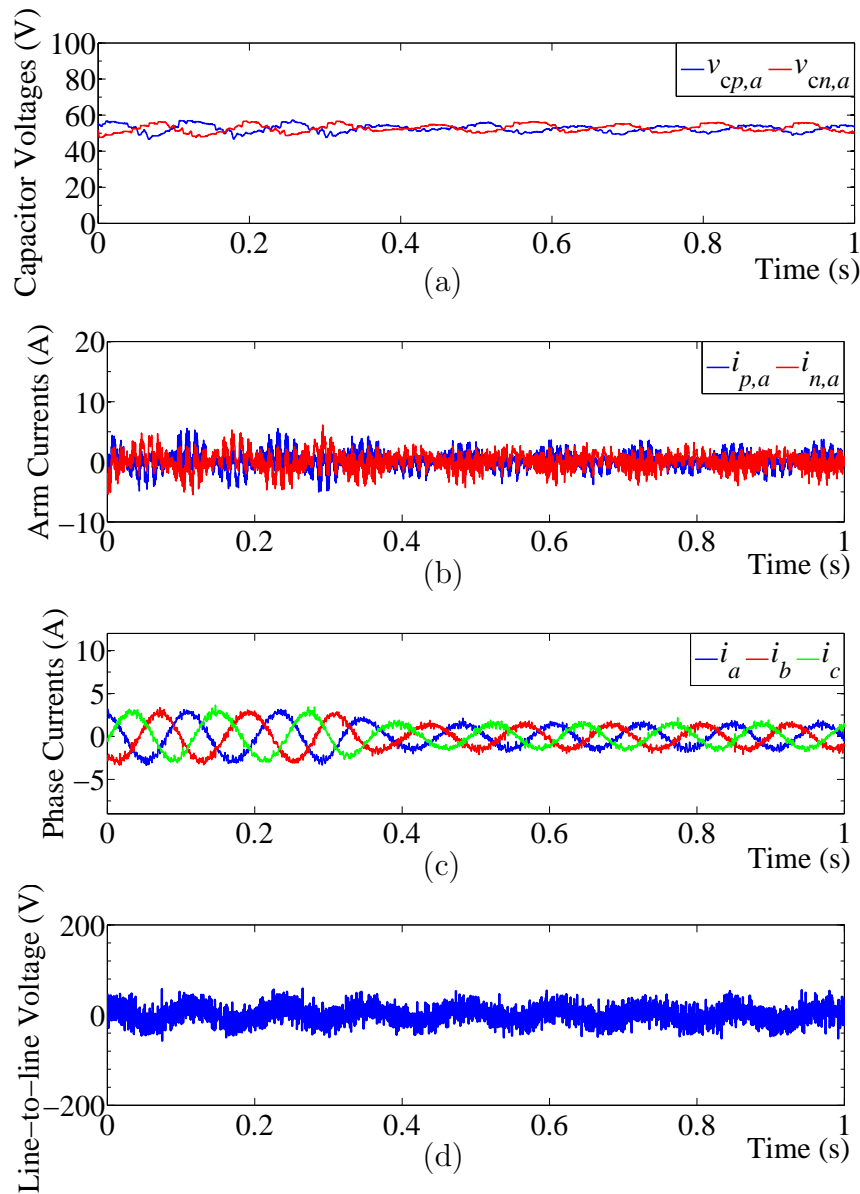 Capacitor Voltages (V)
100
80
60
40
20
0
v_cp,a v_cn,a
0 0.2 0.4 0.6 0.8 1
Time (s)
(a)
Arm Currents (A)
20
10
0
−10
i_p,a i_n,a
0 0.2 0.4 0.6 0.8 1
Time (s)
(b)
Phase Currents (A)
10
5
0
−5
i_a i_b i_c
0 0.2 0.4 0.6 0.8 1
Time (s)
(c)
Line−to−line Voltage (V)
200
0
−200
0 0.2 0.4 0.6 0.8 1
Time (s)
(d)